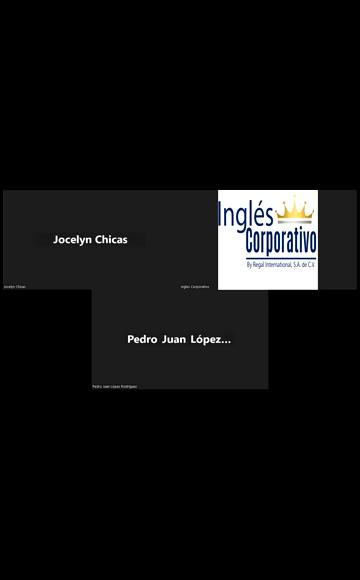 Jocelyn Chicas
Inglés
Corporativo
By Regal International, S.A. de C.V.
Jocelyn Chicas
Inglés Corporativo
Pedro Juan López...
Pedro Juan López Rodríguez